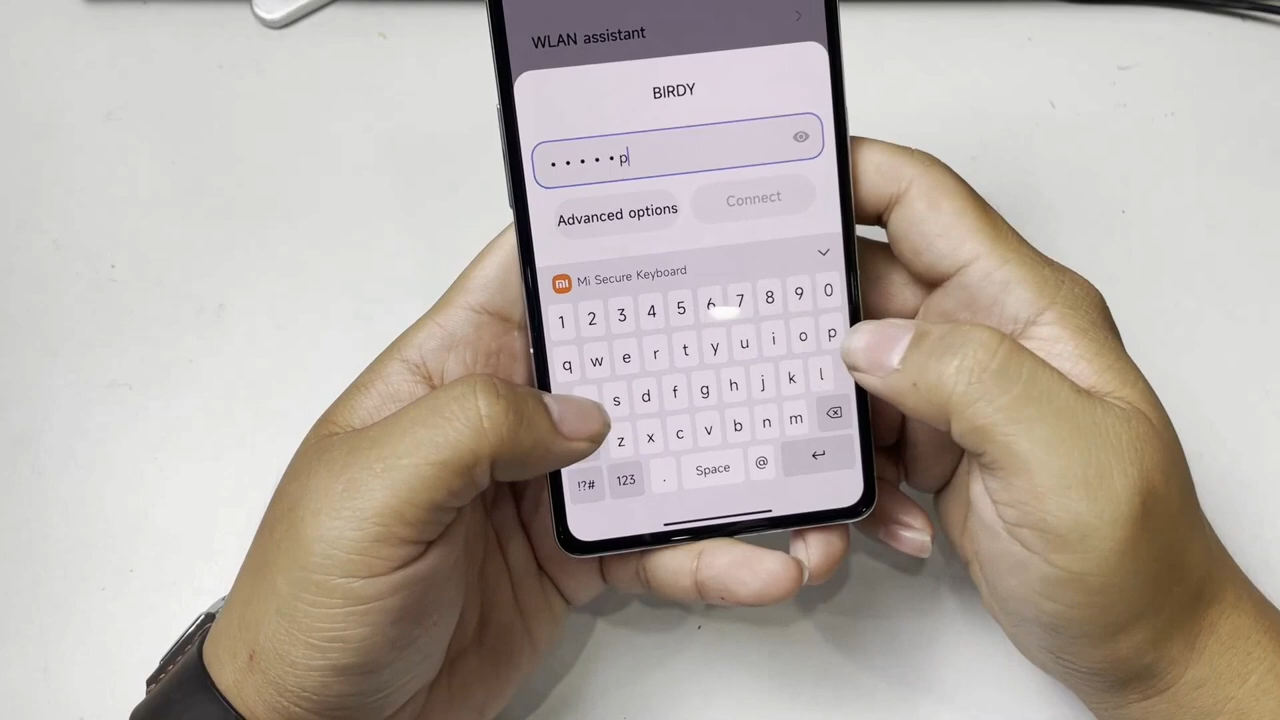 WLAN assistant
BIRDY
•••••p
Advanced options
Connect
mi Mi Secure Keyboard
1 2 3 4 5 6 7 8 9 0
q w e r t y u i o p
s d f g h j k l
z x c v b n m
!?# 123 . Space @